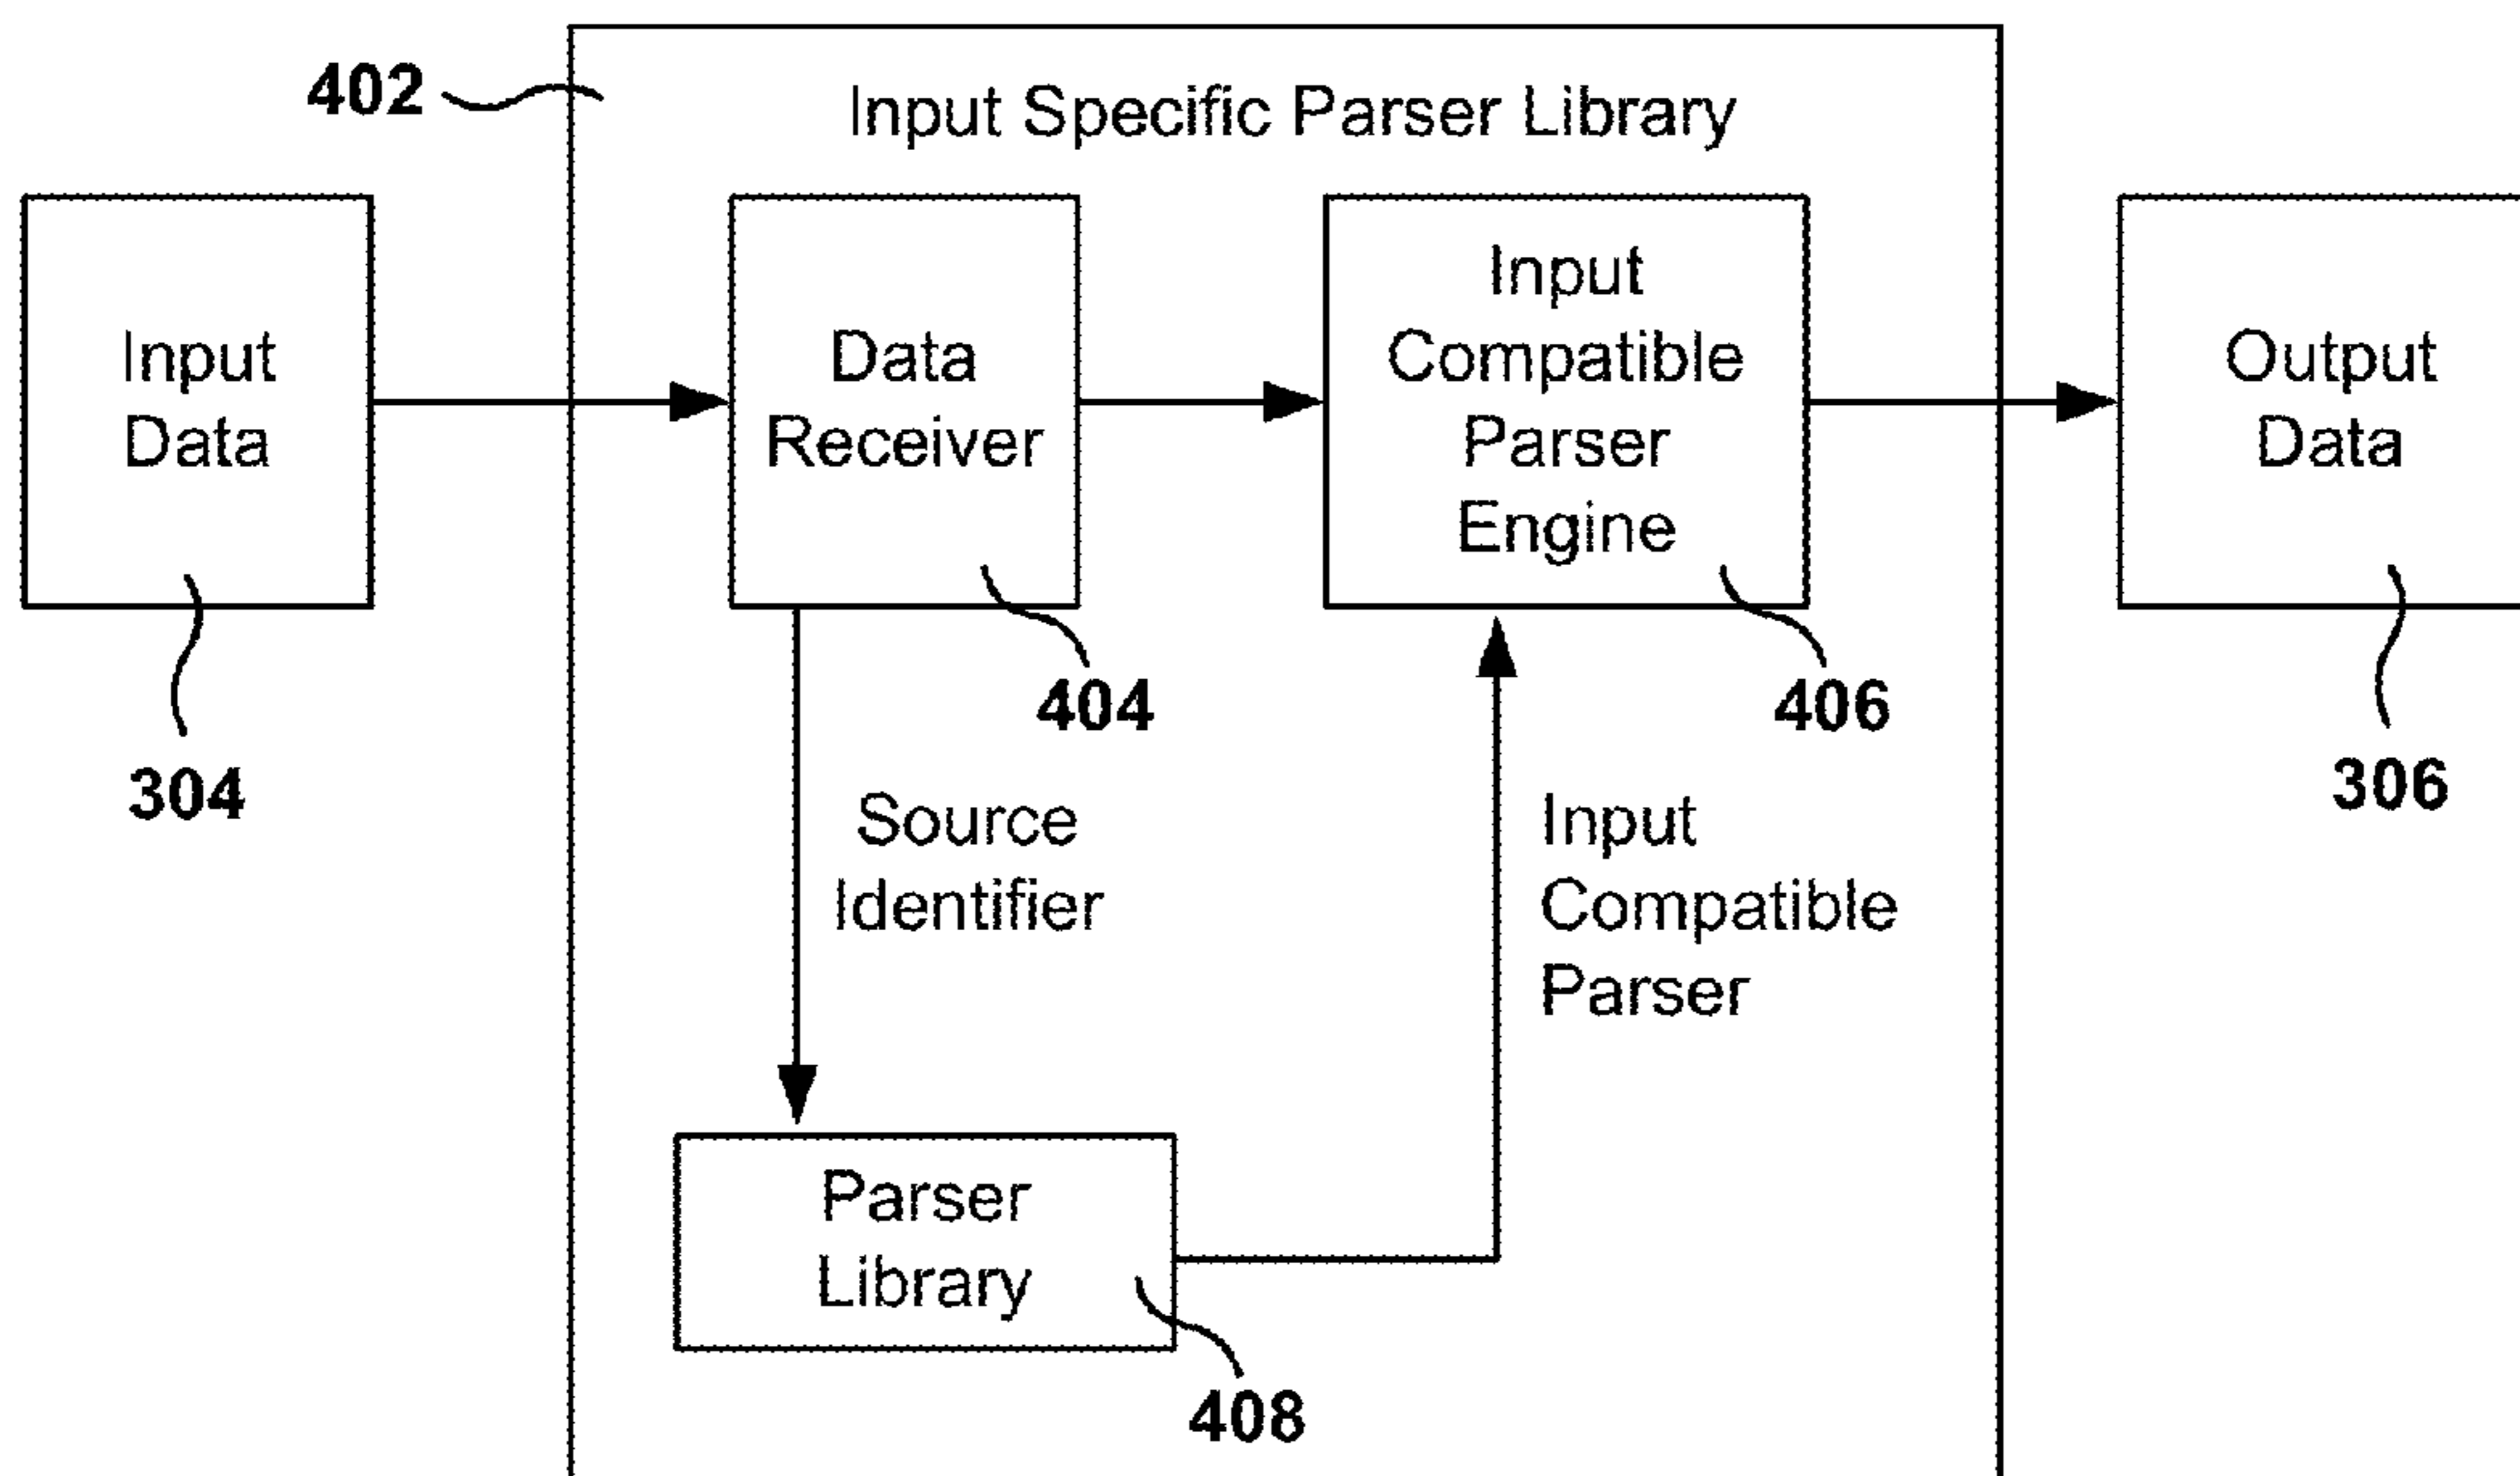 402
Input Specific Parser Library
Input
Data
304
Data
Receiver
404
Input
Compatible
Parser
Engine
406
Output
Data
306
Source
Identifier
Input
Compatible
Parser
Parser
Library
408